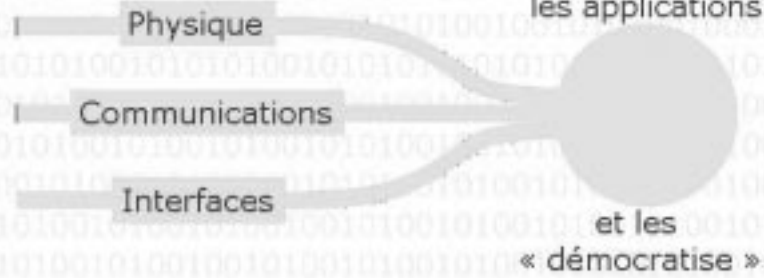 les applications
Physique
Communications
Interfaces
et les
« démocratise »